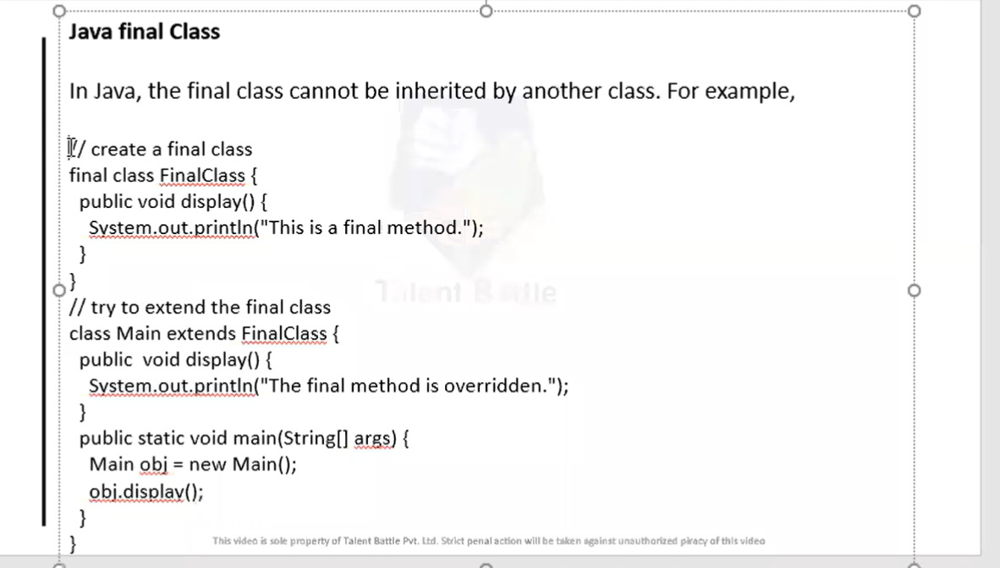 Java final Class
In Java, the final class cannot be inherited by another class. For example,
// create a final class
final class FinalClass {
public void display() {
System.out.println("This is a final method.");
}
}
// try to extend the final class
class Main extends FinalClass {
public  void display() {
System.out.println("The final method is overridden.");
}
public static void main(String[] args) {
Main obj = new Main();
obj.display();
}
}
Talent Battle
This video is sole property of Talent Battle Pvt. Ltd. Strict penal action will be taken against unauthorized piracy of this video